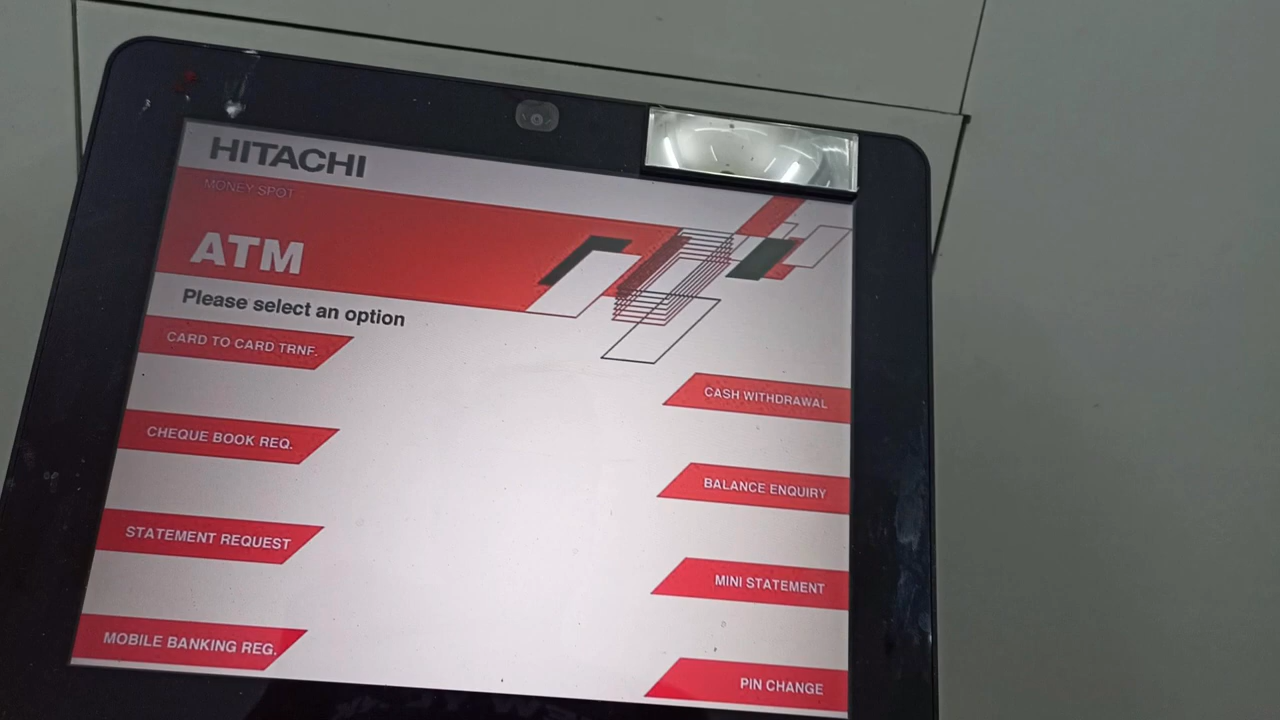 HITACHI
MONEY SPOT
ATM
Please select an option
CARD TO CARD TRNF.
CHEQUE BOOK REQ.
STATEMENT REQUEST
MOBILE BANKING REG.
CASH WITHDRAWAL
BALANCE ENQUIRY
MINI STATEMENT
PIN CHANGE